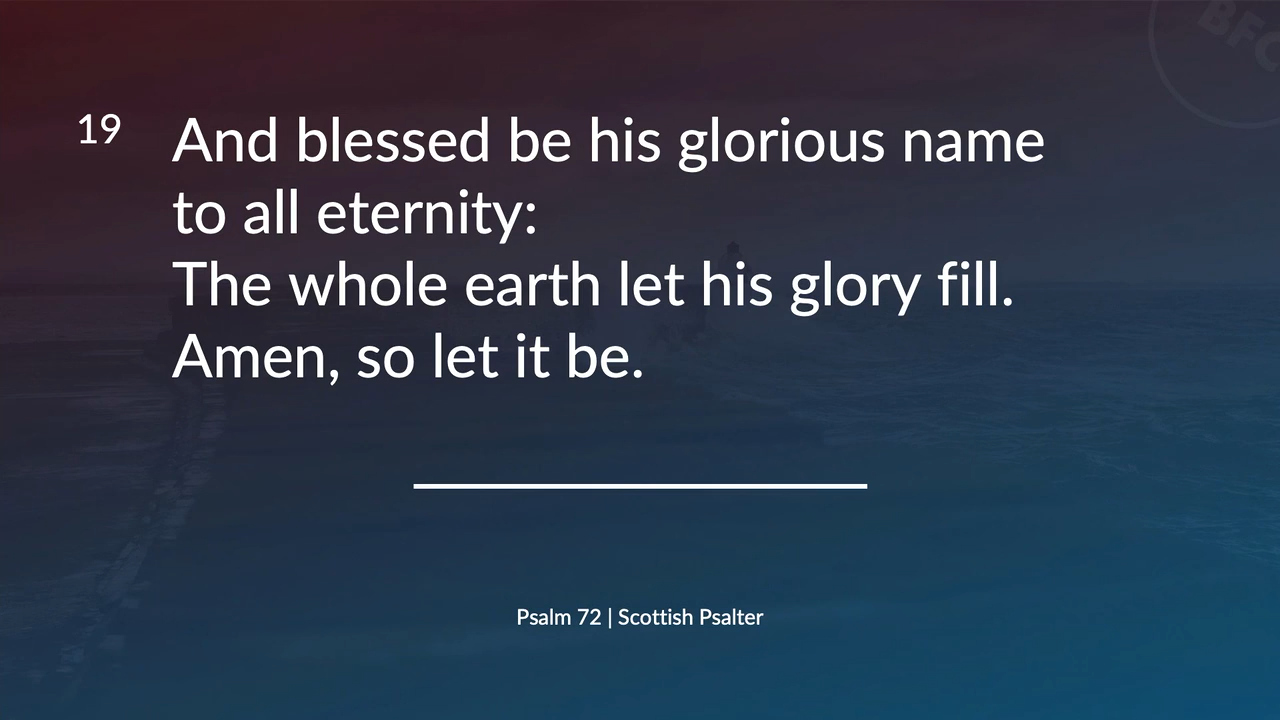 BFC
19 And blessed be his glorious name
to all eternity:
The whole earth let his glory fill.
Amen, so let it be.
Psalm 72 | Scottish Psalter